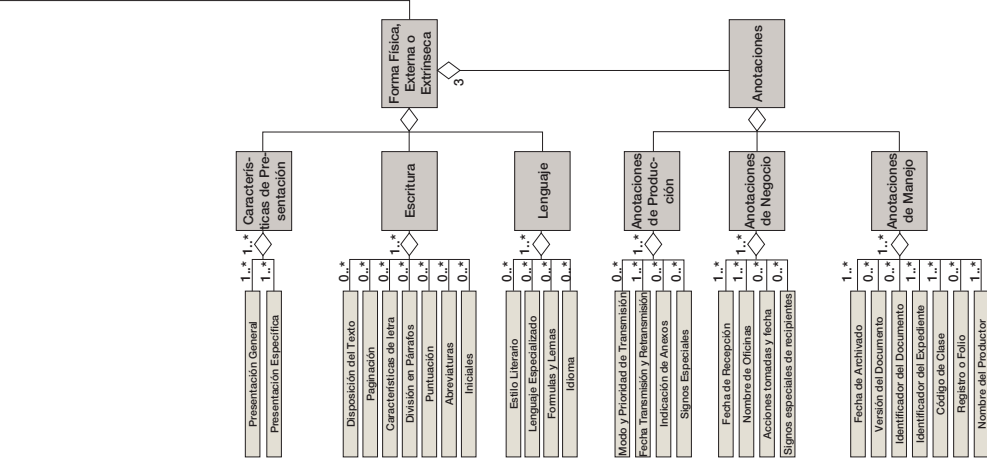 Forma Física,
Externa o
Extrínseca
3
Anotaciones
Caracterís-
ticas de Pre-
sentación
Escritura
Lenguaje
Anotaciones
de Produc-
ción
Anotaciones
de Negocio
Anotaciones
de Manejo
1..*
1..*
1..*
1..*
1..*
1..*
1..*
0..*
0..*
0..*
0..*
0..*
0..*
0..*
0..*
0..*
0..*
0..*
0..*
1..*
0..*
0..*
1..*
1..*
0..*
0..*
1..*
0..*
0..*
1..*
1..*
0..*
1..*
Presentación General
Presentación Específica
Disposición del Texto
Paginación
Características de letra
División en Párrafos
Puntuación
Abreviaturas
Iniciales
Estilo Literario
Lenguaje Especializado
Formulas y Lemas
Idioma
Modo y Prioridad de Transmisión
Fecha Transmisión y Retransmisión
Indicación de Anexos
Signos Especiales
Fecha de Recepción
Nombre de Oficinas
Acciones tomadas y fecha
Signos especiales de recipientes
Fecha de Archivado
Versión del Documento
Identificador del Documento
Identificador del Expediente
Código de Clase
Registro o Folio
Nombre del Productor